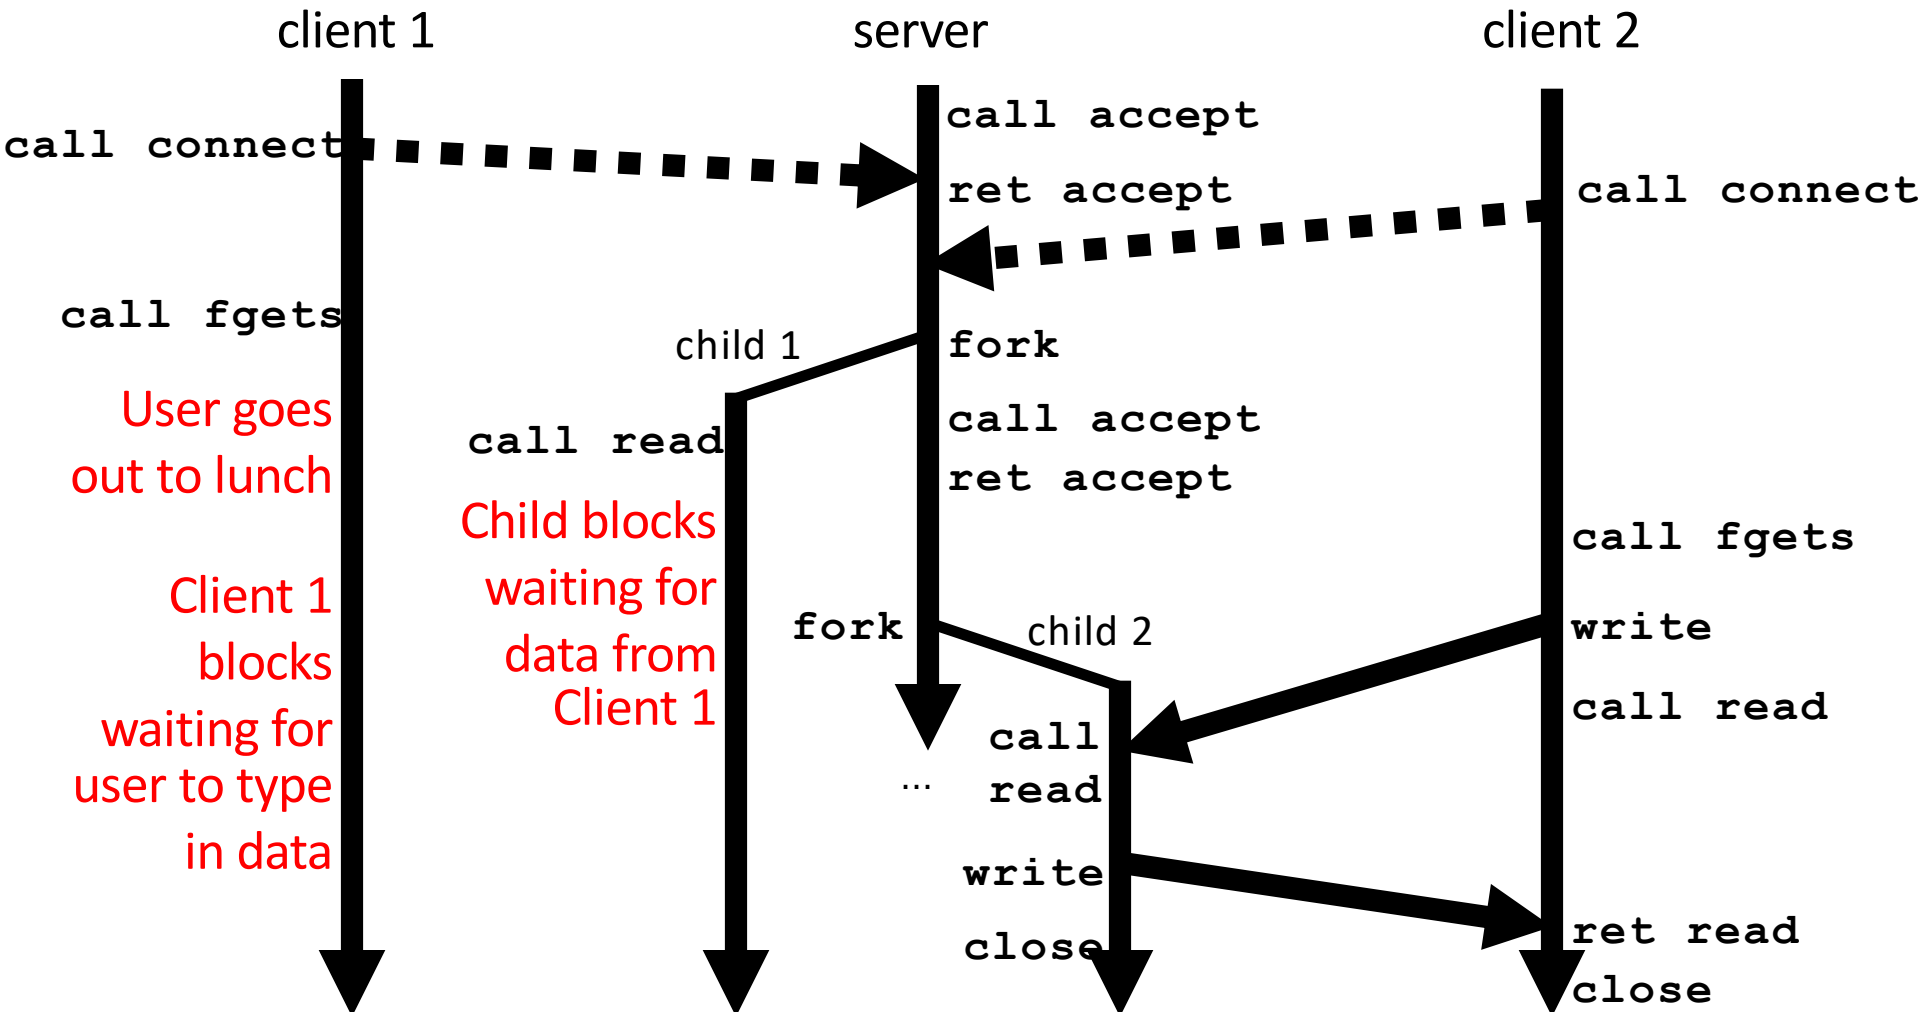 client 1
server
client 2
call connect
call accept
ret accept
call connect
call fgets
child 1
fork
User goes
out to lunch
call read
call accept
ret accept
Child blocks
waiting for
data from
Client 1
Client 1
blocks
waiting for
user to type
in data
fork
child 2
...
call
read
write
close
call fgets
write
call read
ret read
close